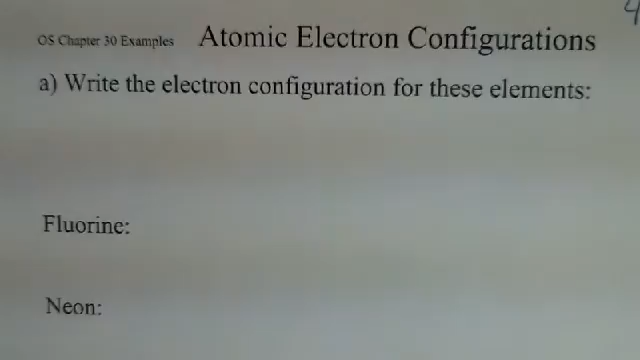 OS Chapter 30 Examples Atomic Electron Configurations
a) Write the electron configuration for these elements:
Fluorine:
Neon: